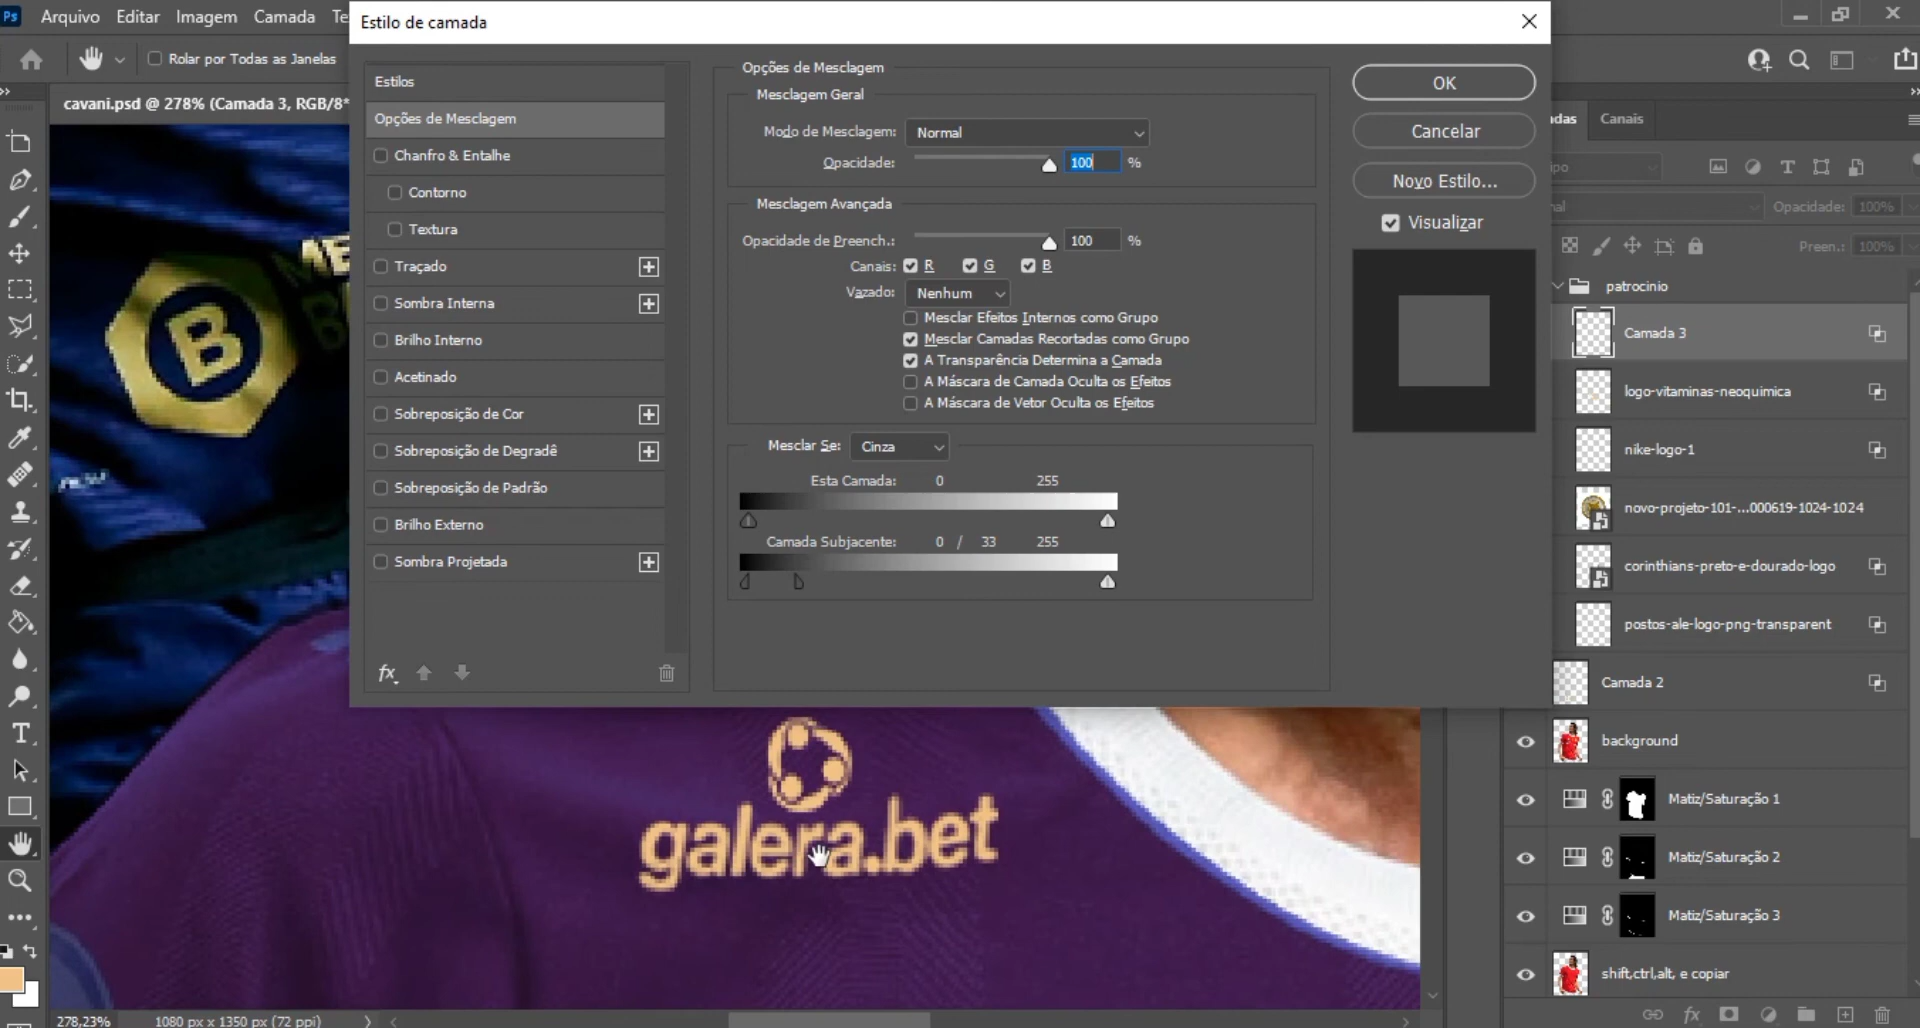 Ps Arquivo Editar Imagem Camada Te
Estilo de camada
Rolar por Todas as Janelas
cavani.psd @ 278% (Camada 3, RGB/8*
Estilos
Opções de Mesclagem
Chanfro & Entalhe
Contorno
Textura
Traçado
Sombra Interna
Brilho Interno
Acetinado
Sobreposição de Cor
Sobreposição de Degradê
Sobreposição de Padrão
Brilho Externo
Sombra Projetada
fx
Opções de Mesclagem
Mesclagem Geral
Modo de Mesclagem: Normal
Opacidade: 100 %
Mesclagem Avançada
Opacidade de Preench.: 100 %
Canais: R G B
Vazado: Nenhum
Mesclar Efeitos Internos como Grupo
Mesclar Camadas Recortadas como Grupo
A Transparência Determina a Camada
A Máscara de Camada Oculta os Efeitos
A Máscara de Vetor Oculta os Efeitos
Mesclar Se: Cinza
Esta Camada: 0 255
Camada Subjacente: 0 / 33 255
OK
Cancelar
Novo Estilo...
Visualizar
adas Canais
ipo
nal Opacidade: 100%
Preen.: 100%
patrocinio
Camada 3
logo-vitaminas-neoquimica
nike-logo-1
novo-projeto-101-...000619-1024-1024
corinthians-preto-e-dourado-logo
postos-ale-logo-png-transparent
Camada 2
background
Matiz/Saturação 1
Matiz/Saturação 2
Matiz/Saturação 3
shift,ctrl,alt, e copiar
fx
B
galera.bet
278,23% 1080 px x 1350 px (72 ppi)